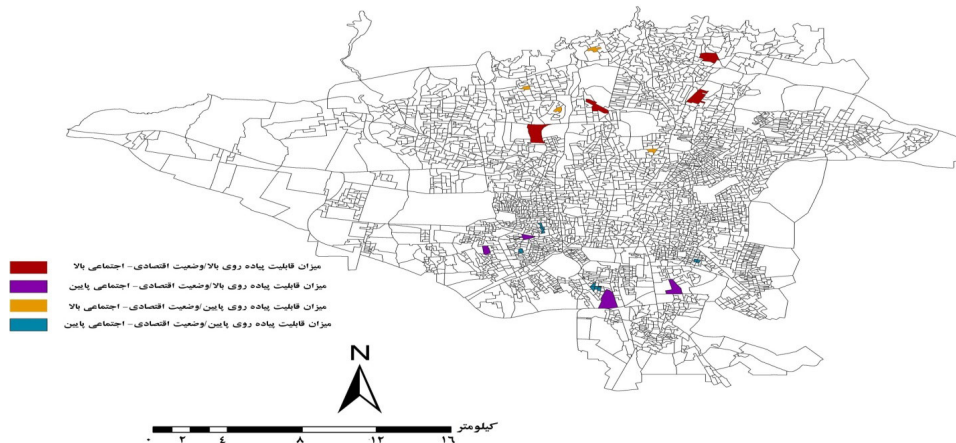 میزان قابلیت پیاده روی بالا/وضعیت اقتصادی- اجتماعی بالا
میزان قابلیت پیاده روی بالا/وضعیت اقتصادی- اجتماعی پایین
میزان قابلیت پیاده روی پایین/وضعیت اقتصادی- اجتماعی بالا
میزان قابلیت پیاده روی پایین/وضعیت اقتصادی- اجتماعی پایین
N
کیلومتر
۰ ۲ ٤ ۸ ۱۲ ۱٦